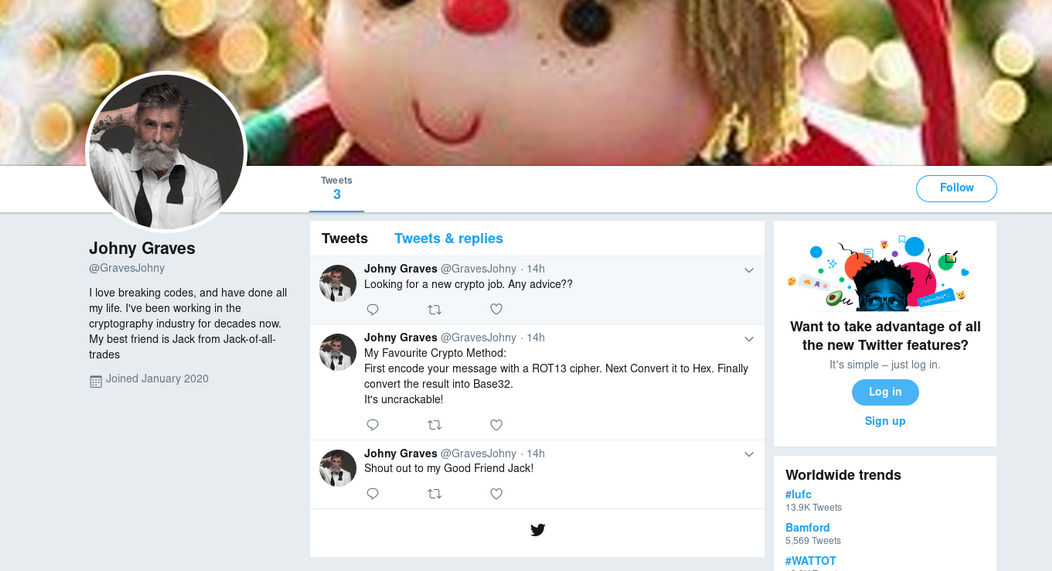 Tweets
3
Follow
Johny Graves
@GravesJohny
I love breaking codes, and have done all
my life. I've been working in the
cryptography industry for decades now.
My best friend is Jack from Jack-of-all-
trades
Joined January 2020
Tweets Tweets & replies
Johny Graves @GravesJohny · 14h
Looking for a new crypto job. Any advice??
Johny Graves @GravesJohny · 14h
My Favourite Crypto Method:
First encode your message with a ROT13 cipher. Next Convert it to Hex. Finally
convert the result into Base32.
It's uncrackable!
Johny Graves @GravesJohny · 14h
Shout out to my Good Friend Jack!
Want to take advantage of all
the new Twitter features?
It's simple – just log in.
Log in
Sign up
Worldwide trends
#lufc
13.9K Tweets
Bamford
5,569 Tweets
#WATTOT